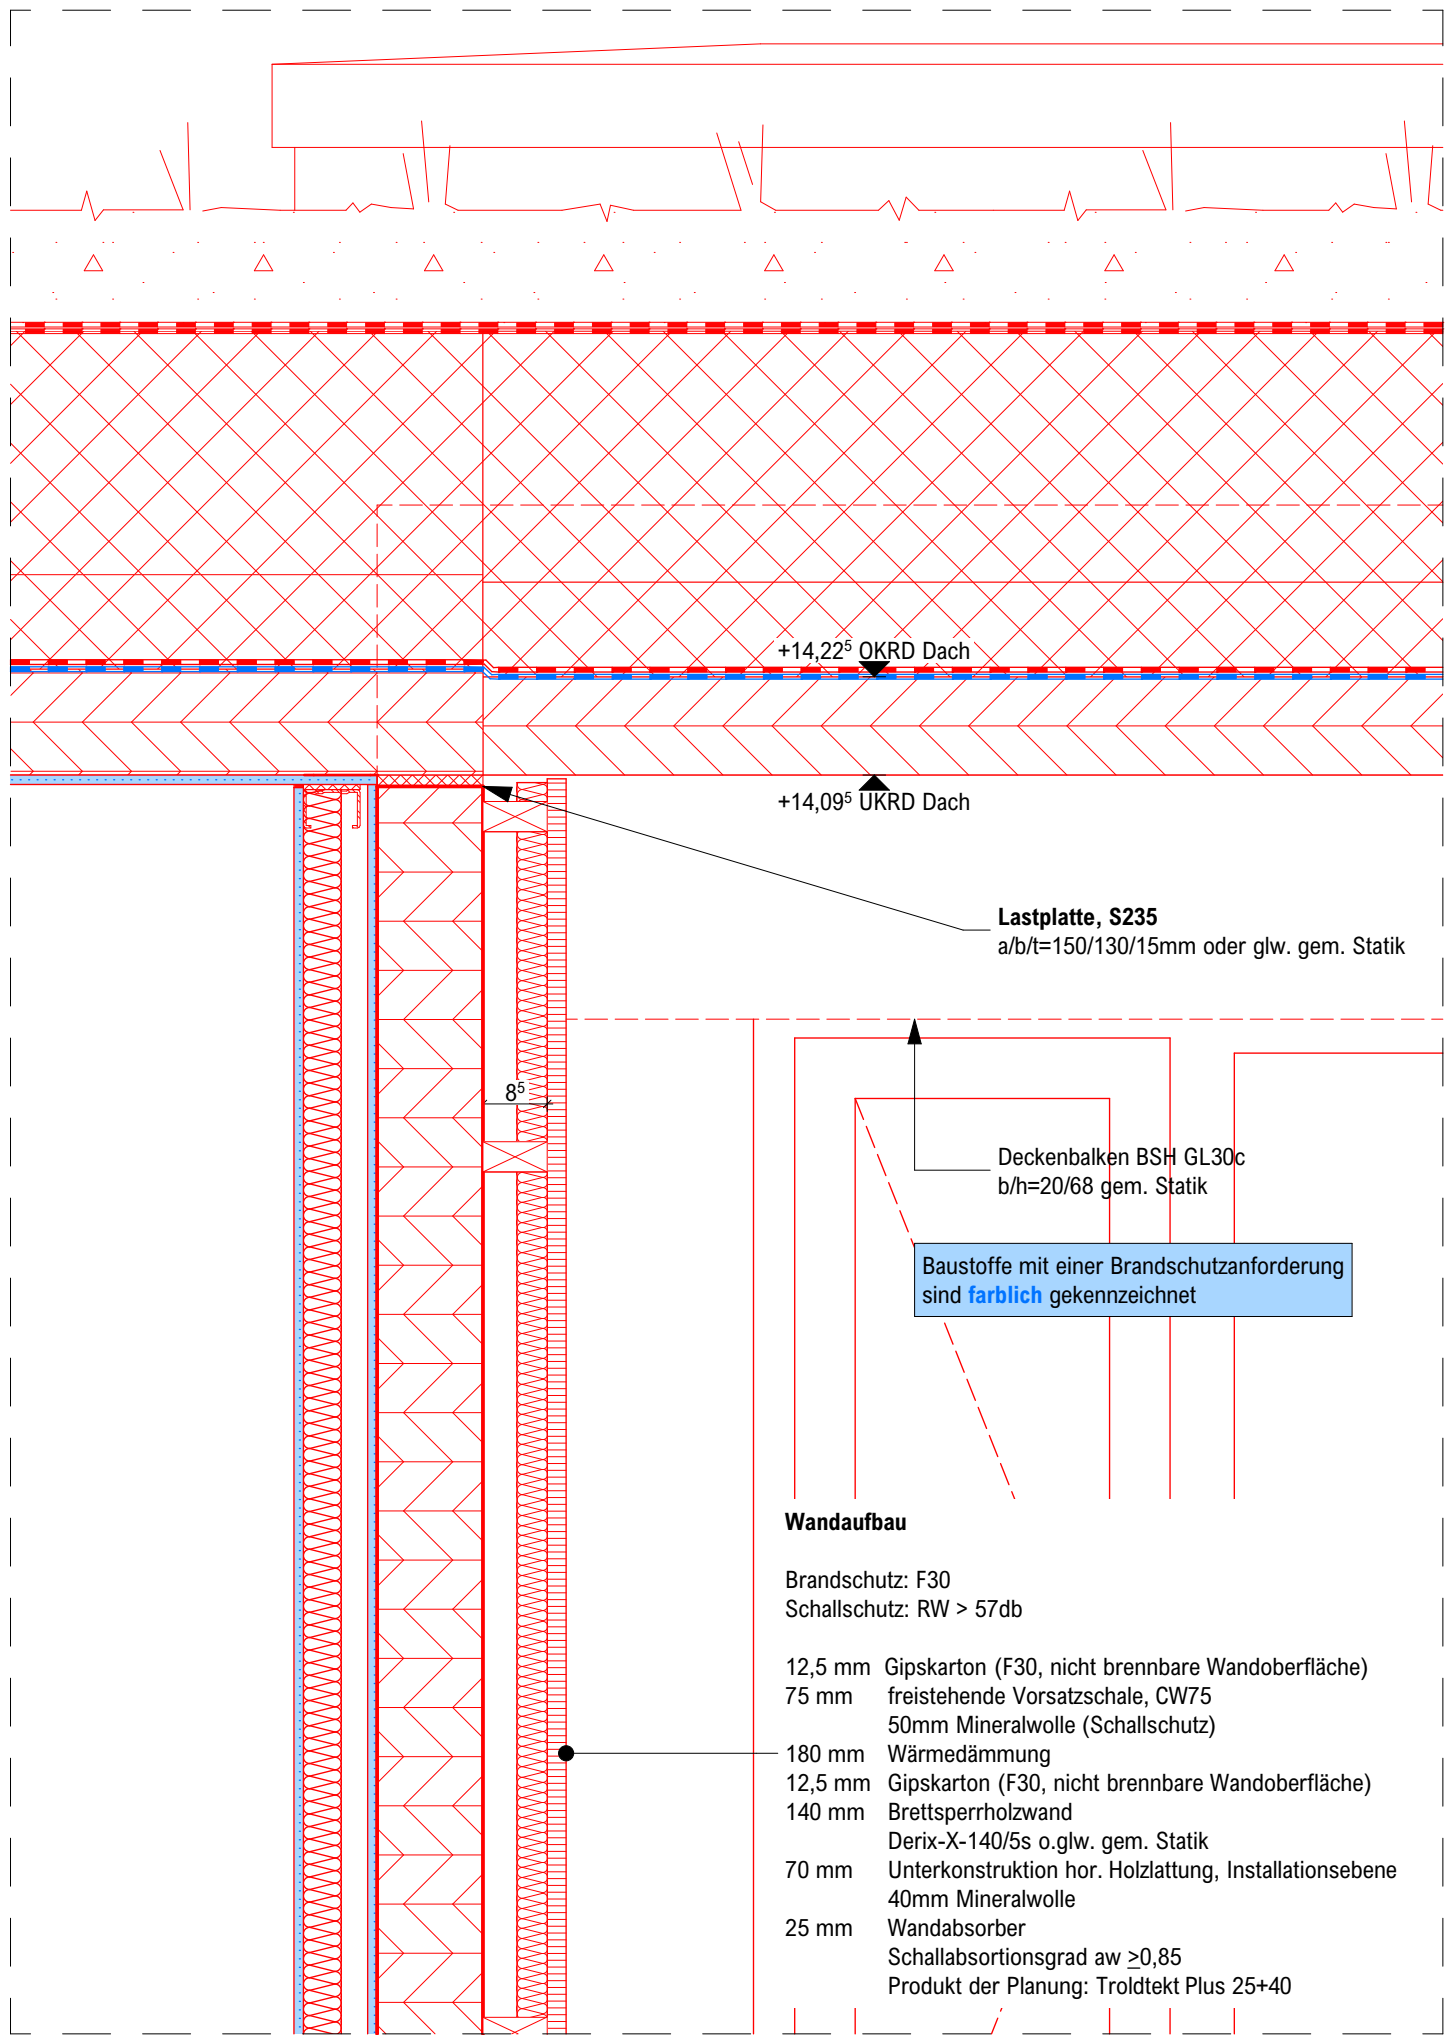 +14,22⁵ OKRD Dach
+14,09⁵ UKRD Dach
Lastplatte, S235
a/b/t=150/130/15mm oder glw. gem. Statik
8⁵
Deckenbalken BSH GL30c
b/h=20/68 gem. Statik
Baustoffe mit einer Brandschutzanforderung
sind farblich gekennzeichnet
Wandaufbau
Brandschutz: F30
Schallschutz: RW > 57db
12,5 mm Gipskarton (F30, nicht brennbare Wandoberfläche)
75 mm freistehende Vorsatzschale, CW75
50mm Mineralwolle (Schallschutz)
180 mm Wärmedämmung
12,5 mm Gipskarton (F30, nicht brennbare Wandoberfläche)
140 mm Brettsperrholzwand
Derix-X-140/5s o.glw. gem. Statik
70 mm Unterkonstruktion hor. Holzlattung, Installationsebene
40mm Mineralwolle
25 mm Wandabsorber
Schallabsortionsgrad aw ≥0,85
Produkt der Planung: Troldtekt Plus 25+40